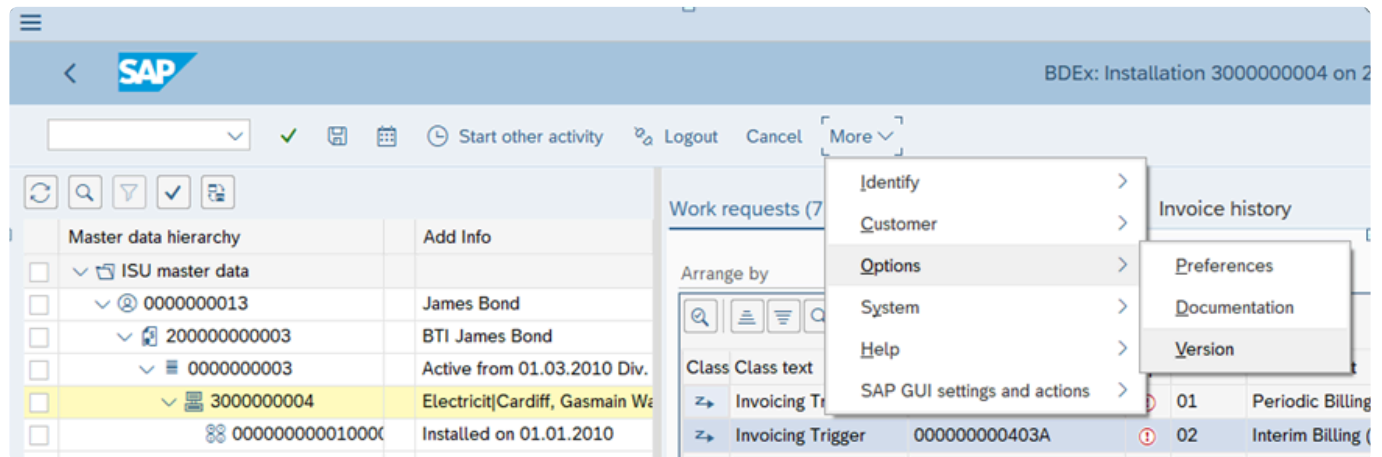 SAP
BDEx: Installation 3000000004 on 2
Start other activity Logout Cancel More
Identify
Customer
Options
System
Help
SAP GUI settings and actions
Preferences
Documentation
Version
Master data hierarchy Add Info
ISU master data
0000000013 James Bond
200000000003 BTI James Bond
0000000003 Active from 01.03.2010 Div.
3000000004 Electricit|Cardiff, Gasmain Wa
Installed on 01.01.2010
Work requests (7 Invoice history
Arrange by
Class Class text
Invoicing Tr 01 Periodic Billing
Invoicing Trigger 000000000403A 02 Interim Billing (